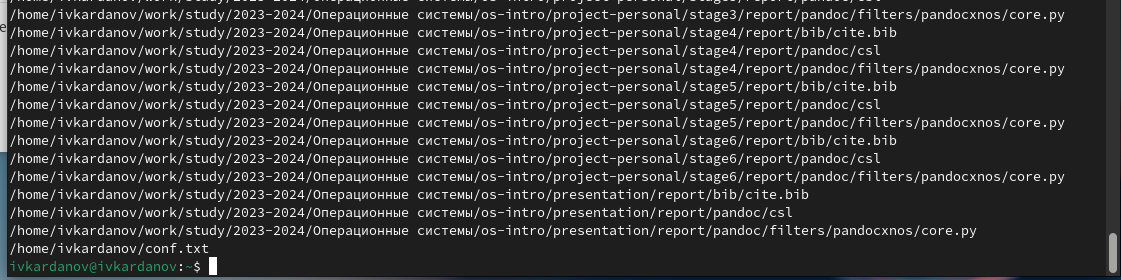 /home/ivkardanov/work/study/2023-2024/Операционные системы/os-intro/project-personal/stage3/report/pandoc/filters/pandocxnos/core.py
/home/ivkardanov/work/study/2023-2024/Операционные системы/os-intro/project-personal/stage4/report/bib/cite.bib
/home/ivkardanov/work/study/2023-2024/Операционные системы/os-intro/project-personal/stage4/report/pandoc/csl
/home/ivkardanov/work/study/2023-2024/Операционные системы/os-intro/project-personal/stage4/report/pandoc/filters/pandocxnos/core.py
/home/ivkardanov/work/study/2023-2024/Операционные системы/os-intro/project-personal/stage5/report/bib/cite.bib
/home/ivkardanov/work/study/2023-2024/Операционные системы/os-intro/project-personal/stage5/report/pandoc/csl
/home/ivkardanov/work/study/2023-2024/Операционные системы/os-intro/project-personal/stage5/report/pandoc/filters/pandocxnos/core.py
/home/ivkardanov/work/study/2023-2024/Операционные системы/os-intro/project-personal/stage6/report/bib/cite.bib
/home/ivkardanov/work/study/2023-2024/Операционные системы/os-intro/project-personal/stage6/report/pandoc/csl
/home/ivkardanov/work/study/2023-2024/Операционные системы/os-intro/project-personal/stage6/report/pandoc/filters/pandocxnos/core.py
/home/ivkardanov/work/study/2023-2024/Операционные системы/os-intro/presentation/report/bib/cite.bib
/home/ivkardanov/work/study/2023-2024/Операционные системы/os-intro/presentation/report/pandoc/csl
/home/ivkardanov/work/study/2023-2024/Операционные системы/os-intro/presentation/report/pandoc/filters/pandocxnos/core.py
/home/ivkardanov/conf.txt
ivkardanov@ivkardanov:~$